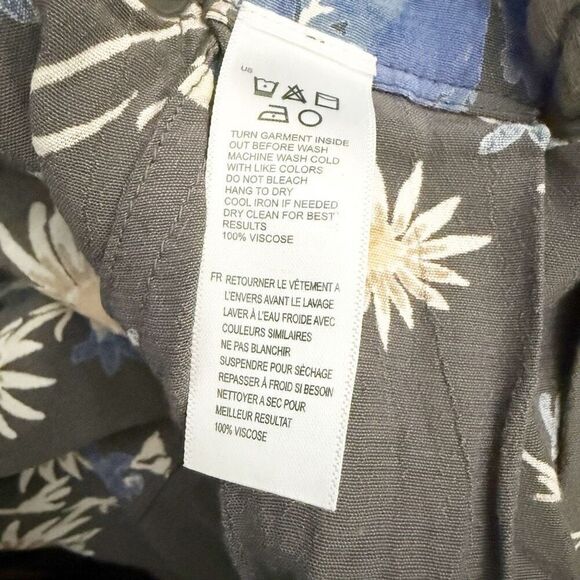 US
TURN GARMENT INSIDE
OUT BEFORE WASH
MACHINE WASH COLD
WITH LIKE COLORS
DO NOT BLEACH
HANG TO DRY
COOL IRON IF NEEDED
DRY CLEAN FOR BEST
RESULTS
100% VISCOSE
FR RETOURNER LE VÊTEMENT A
L'ENVERS AVANT LE LAVAGE
LAVER À L'EAU FROIDE AVEC
COULEURS SIMILAIRES
NE PAS BLANCHIR
SUSPENDRE POUR SÉCHAGE
REPASSER À FROID SI BESOIN
NETTOYER A SEC POUR
MEILLEUR RESULTAT
100% VISCOSE